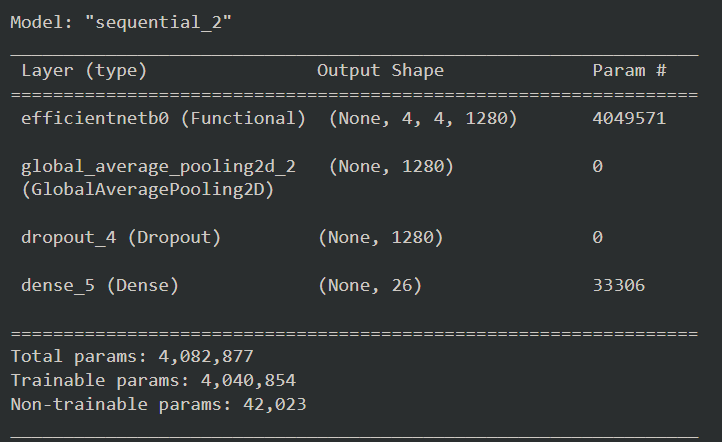 Model: "sequential_2"
_________________________________________________________________
Layer (type) Output Shape Param #
=================================================================
efficientnetb0 (Functional) (None, 4, 4, 1280) 4049571
global_average_pooling2d_2 (None, 1280) 0
(GlobalAveragePooling2D)
dropout_4 (Dropout) (None, 1280) 0
dense_5 (Dense) (None, 26) 33306
=================================================================
Total params: 4,082,877
Trainable params: 4,040,854
Non-trainable params: 42,023
_________________________________________________________________